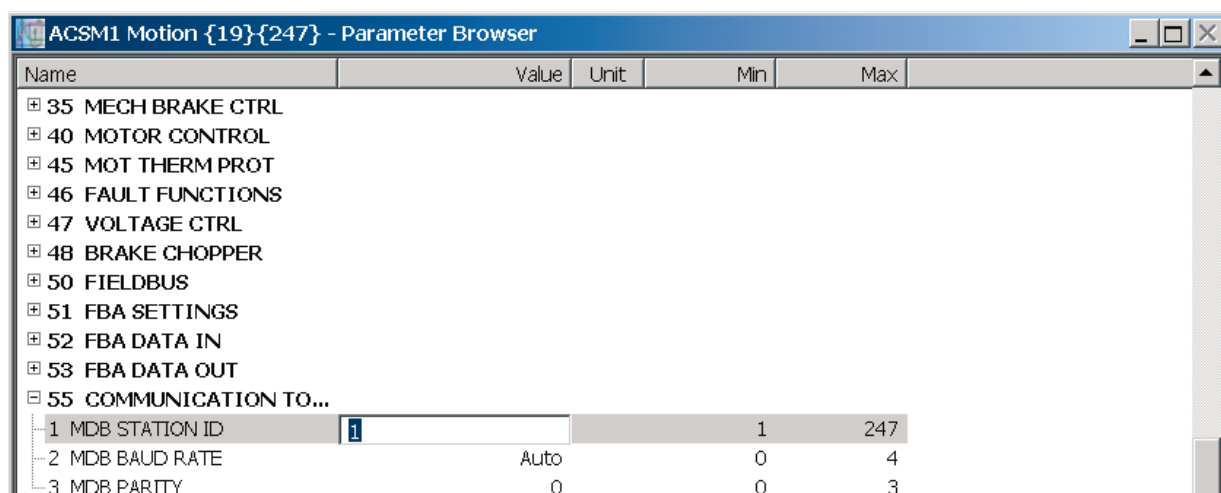 ACSM1 Motion {19}{247} - Parameter Browser
Name Value Unit Min Max
35 MECH BRAKE CTRL
40 MOTOR CONTROL
45 MOT THERM PROT
46 FAULT FUNCTIONS
47 VOLTAGE CTRL
48 BRAKE CHOPPER
50 FIELDBUS
51 FBA SETTINGS
52 FBA DATA IN
53 FBA DATA OUT
55 COMMUNICATION TO...
1 MDB STATION ID 1 1 247
2 MDB BAUD RATE Auto 0 4
3 MDB PARITY 0 0 3